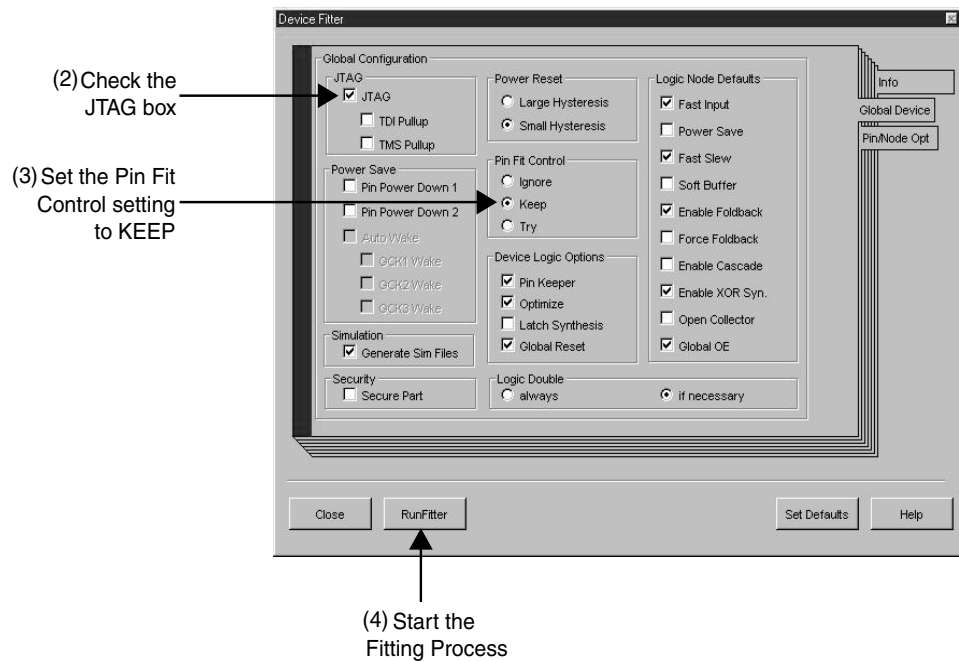 Device Fitter
Info
Global Device
Pin/Node Opt
Global Configuration
JTAG
JTAG
TDI Pullup
TMS Pullup
Power Save
Pin Power Down 1
Pin Power Down 2
Auto Wake
GCK1 Wake
GCK2 Wake
GCK3 Wake
Simulation
Generate Sim Files
Security
Secure Part
Power Reset
Large Hysteresis
Small Hysteresis
Pin Fit Control
Ignore
Keep
Try
Device Logic Options
Pin Keeper
Optimize
Latch Synthesis
Global Reset
Logic Double
always
if necessary
Logic Node Defaults
Fast Input
Power Save
Fast Slew
Soft Buffer
Enable Foldback
Force Foldback
Enable Cascade
Enable XOR Syn.
Open Collector
Global OE
Close
RunFitter
Set Defaults
Help
(2) Check the
JTAG box
(3) Set the Pin Fit
Control setting
to KEEP
(4) Start the
Fitting Process